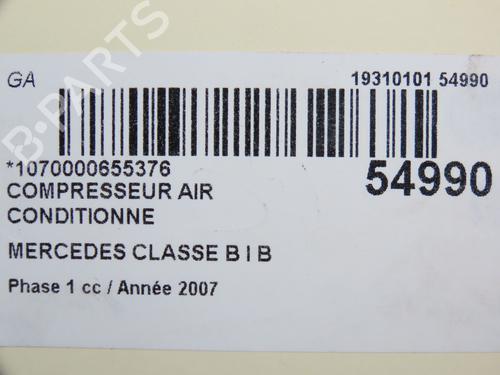 GA
19310101 54990
*1070000655376
54990
COMPRESSEUR AIR
CONDITIONNE
MERCEDES CLASSE B I B
Phase 1 cc / Année 2007
B-PARTS